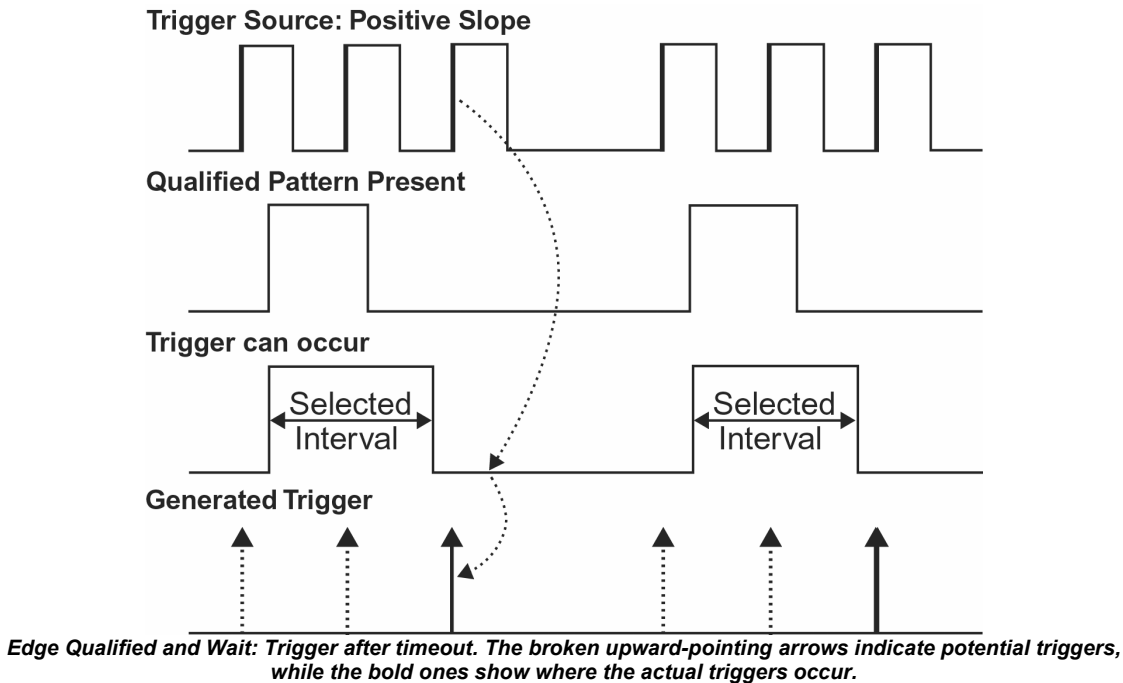 Trigger Source: Positive Slope
Qualified Pattern Present
Trigger can occur
Selected
Interval
Selected
Interval
Generated Trigger
Edge Qualified and Wait: Trigger after timeout. The broken upward-pointing arrows indicate potential triggers,
while the bold ones show where the actual triggers occur.